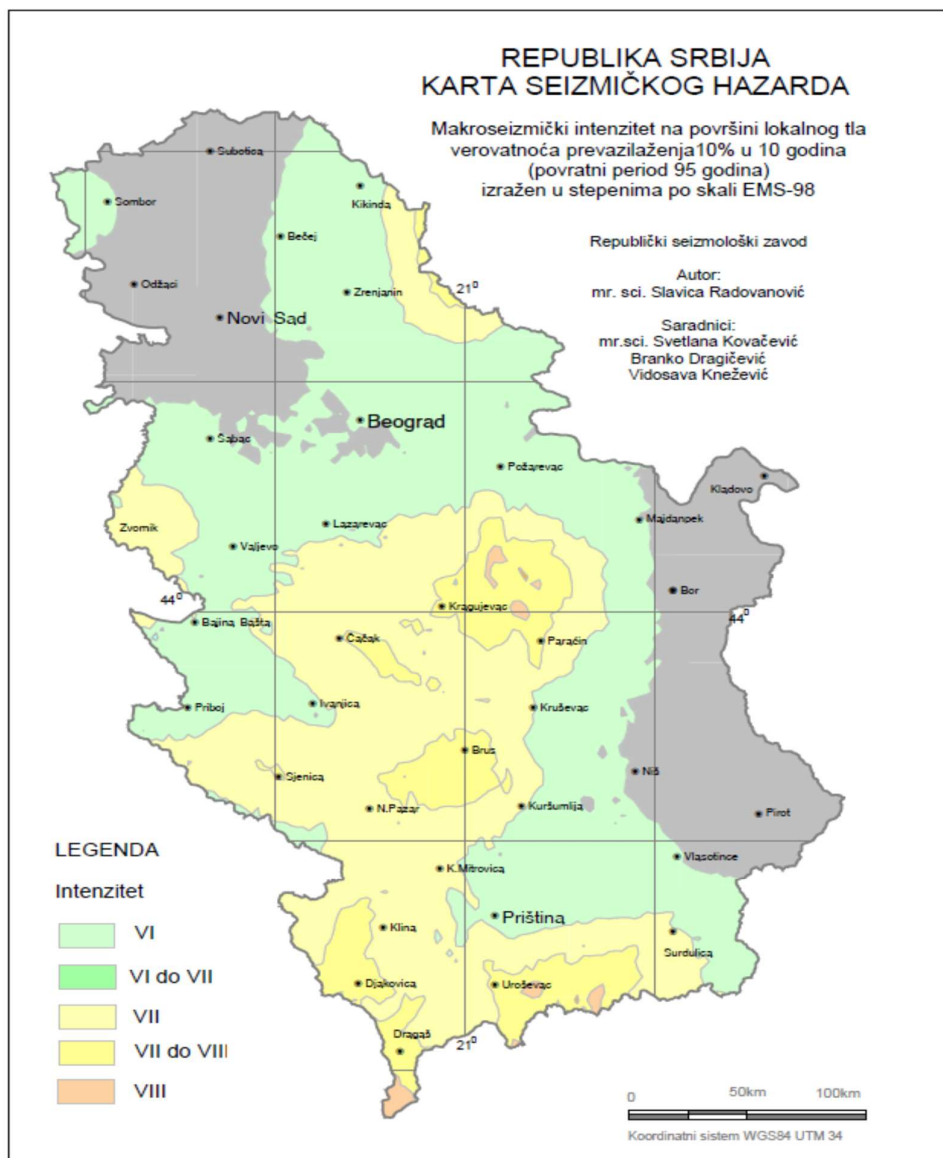 REPUBLIKA SRBIJA
KARTA SEIZMIČKOG HAZARDA
Makroseizmički intenzitet na površini lokalnog tla
verovatnoća prevazilaženja10% u 10 godina
(povratni period 95 godina)
izražen u stepenima po skali EMS-98
Republički seizmološki zavod
Autor:
mr. sci. Slavica Radovanović
Saradnici:
mr.sci. Svetlana Kovačević
Branko Dragičević
Vidosava Knežević
Subotica
Sombor
Kikinda
Bečej
Odžaci
Zrenjanin
21⁰
Novi Sad
Beograd
Šabac
Požarevac
Kladovo
Zvornik
Lazarevac
Majdanpek
Valjevo
Bor
44⁰
Kragujevac
44⁰
Bajina Bašta
Čačak
Paraćin
Priboj
Ivanjica
Kruševac
Brus
Sjenica
Niš
N.Pazar
Kuršumlija
Pirot
Vlasotince
K.Mitrovica
Priština
Klina
Surdulica
Djakovica
Uroševac
Dragaš
21⁰
LEGENDA
Intenzitet
VI
VI do VII
VII
VII do VIII
VIII
0 50km 100km
Koordinatni sistem WGS84 UTM 34